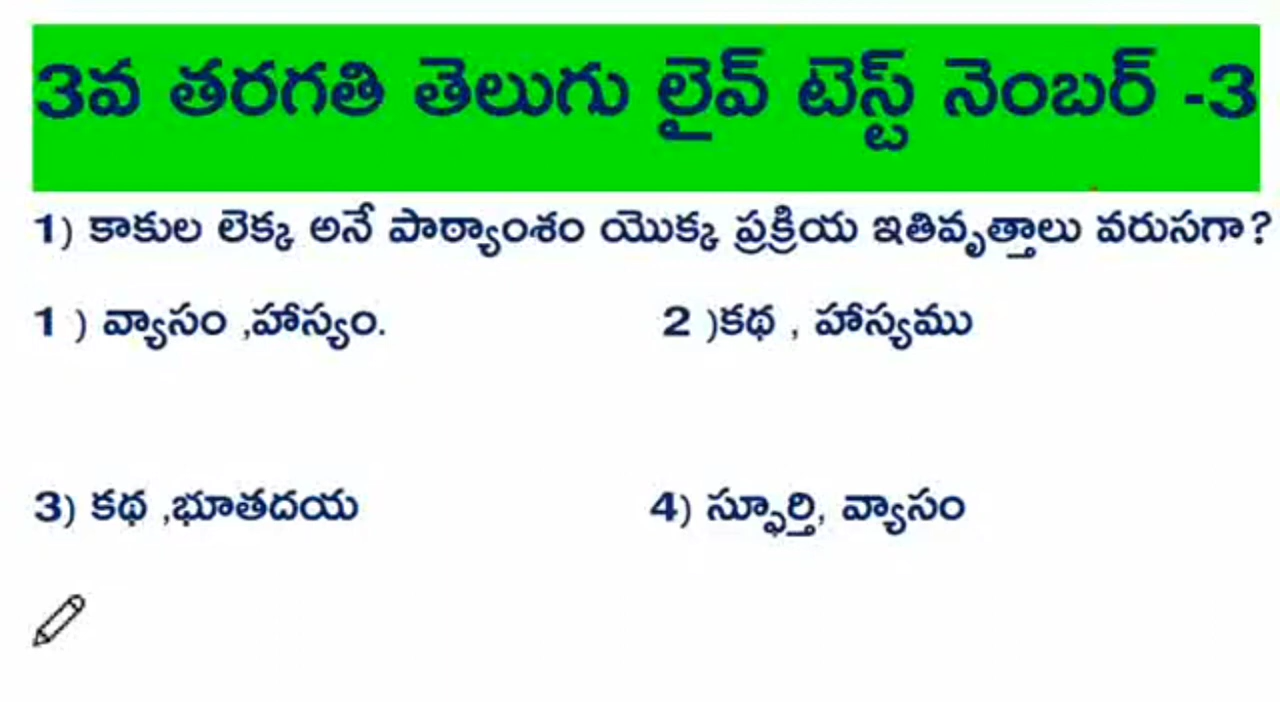 3వ తరగతి తెలుగు లైవ్ టెస్ట్ నెంబర్ -3
1) కాకుల లెక్క అనే పాఠ్యాంశం యొక్క ప్రక్రియ ఇతివృత్తాలు వరుసగా?
1 ) వ్యాసం ,హాస్యం. 2 )కథ , హాస్యము
3) కథ ,భూతదయ 4) స్ఫూర్తి, వ్యాసం